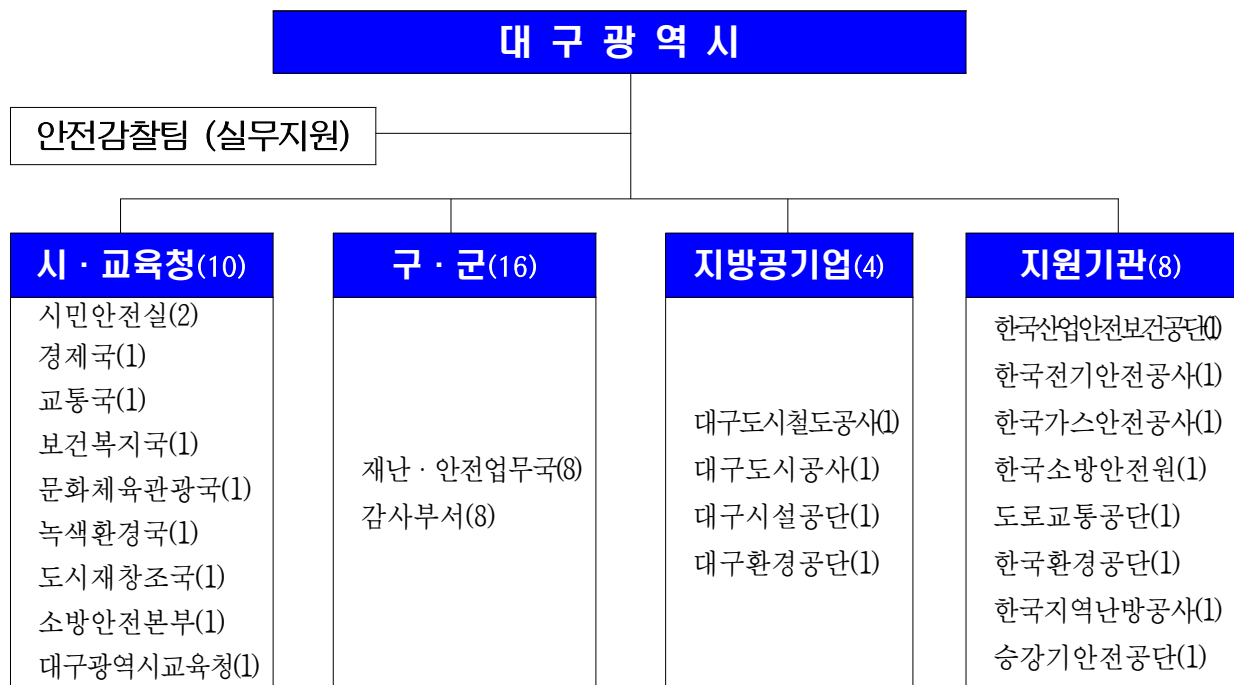 대 구 광 역 시
안전감찰팀 (실무지원)
시 · 교육청(10)
시민안전실(2)
경제국(1)
교통국(1)
보건복지국(1)
문화체육관광국(1)
녹색환경국(1)
도시재창조국(1)
소방안전본부(1)
대구광역시교육청(1)
구 · 군(16)
재난 · 안전업무국(8)
감사부서(8)
지방공기업(4)
대구도시철도공사(1)
대구도시공사(1)
대구시설공단(1)
대구환경공단(1)
지원기관(8)
한국산업안전보건공단(1)
한국전기안전공사(1)
한국가스안전공사(1)
한국소방안전원(1)
도로교통공단(1)
한국환경공단(1)
한국지역난방공사(1)
승강기안전공단(1)